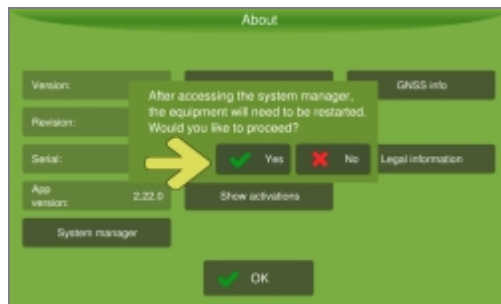 About
Version:
GNSS info
After accessing the system manager,
the equipment will need to be restarted.
Would you like to proceed?
Revision:
Serial:
Yes
No
Legal information
App
version:
2.22.0
Show activations
System manager
OK